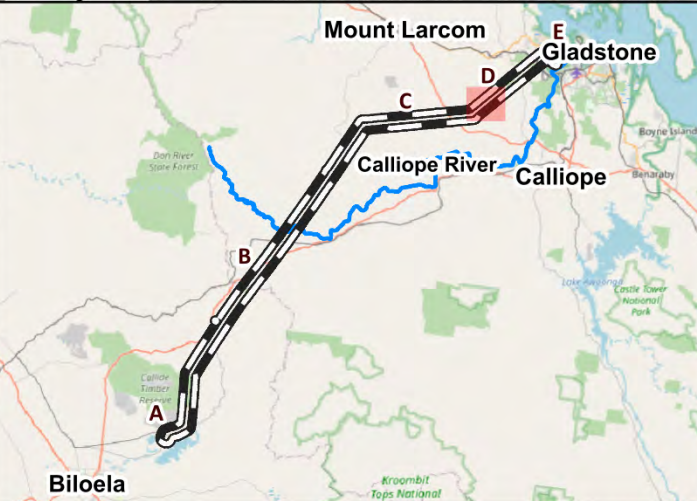 E
Mount Larcom
Gladstone
D
C
Boyne Island
Don River
State Forest
Calliope River
Calliope
Benaraby
B
Lake Awoonga
Castle Tower
National
Park
Callide
Timber
Reserve
A
Biloela
Kroombit
Tops National